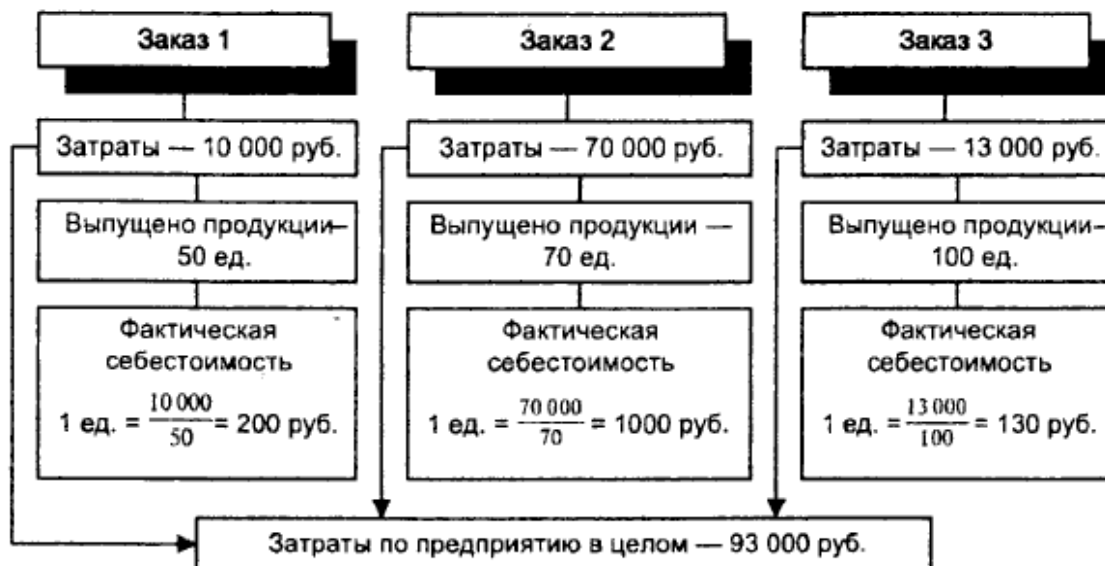 Заказ 1
Затраты — 10 000 руб.
Выпущено продукции–
50 ед.
Фактическая
себестоимость
1 ед. = 10 000/50 = 200 руб.
Заказ 2
Затраты — 70 000 руб.
Выпущено продукции —
70 ед.
Фактическая
себестоимость
1 ед. = 70 000/70 = 1000 руб.
Заказ 3
Затраты — 13 000 руб.
Выпущено продукции–
100 ед.
Фактическая
себестоимость
1 ед. = 13 000/100 = 130 руб.
Затраты по предприятию в целом — 93 000 руб.